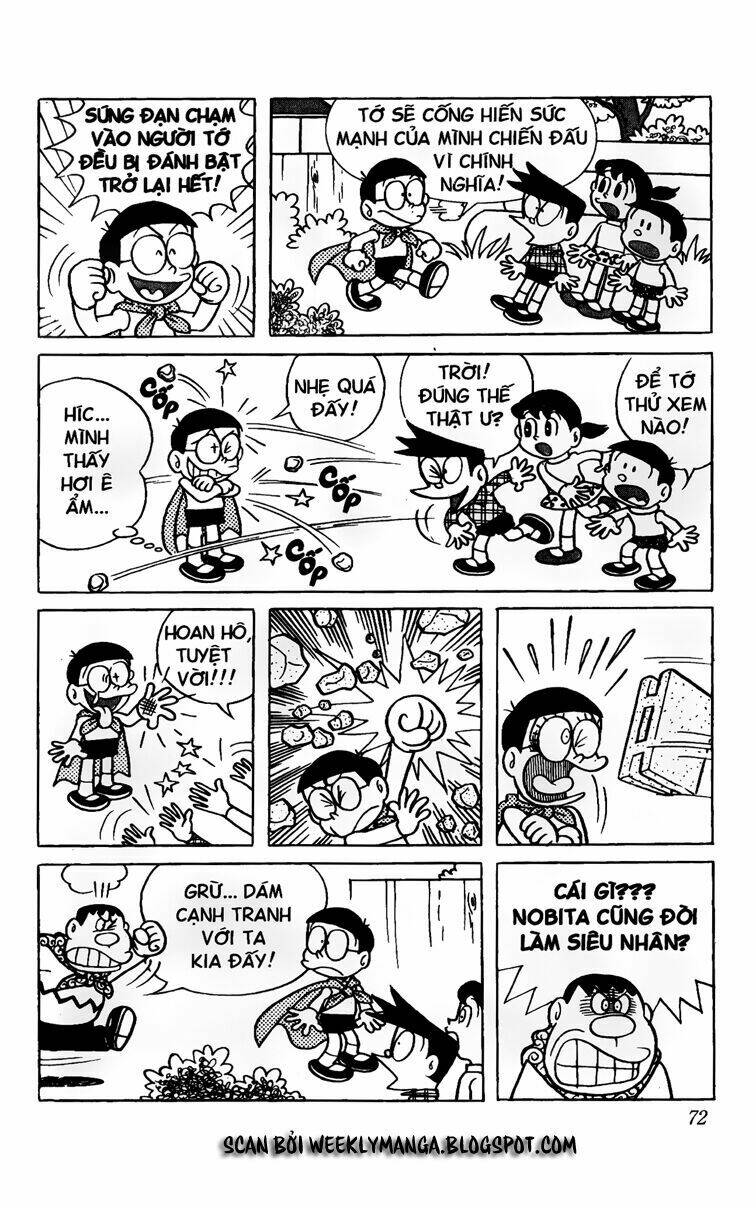 TỚ SẼ CỐNG HIẾN SỨC
MẠNH CỦA MÌNH CHIẾN ĐẤU
VÌ CHÍNH
NGHĨA!
SỨNG ĐẠN CHẠM
VÀO NGƯỜI TỚ
ĐỀU BỊ ĐÁNH BẬT
TRỞ LẠI HẾT!
ĐỂ TỚ
THỬ XEM
NÀO!
TRỜI!
ĐÚNG THẾ
THẬT Ư?
NHẸ QUÁ
ĐẤY!
CỐP
CỐP
CỐP
CỐP
HÍC...
MÌNH
THẤY
HƠI Ê
ẨM...
HOAN HÔ,
TUYỆT
VỜI!!!
CÁI GÌ???
NOBITA CŨNG ĐÒI
LÀM SIÊU NHÂN?
GRỪ... DÁM
CẠNH TRANH
VỚI TA
KIA ĐẤY!
72
SCAN BỞI WEEKLYMANGA.BLOGSPOT.COM